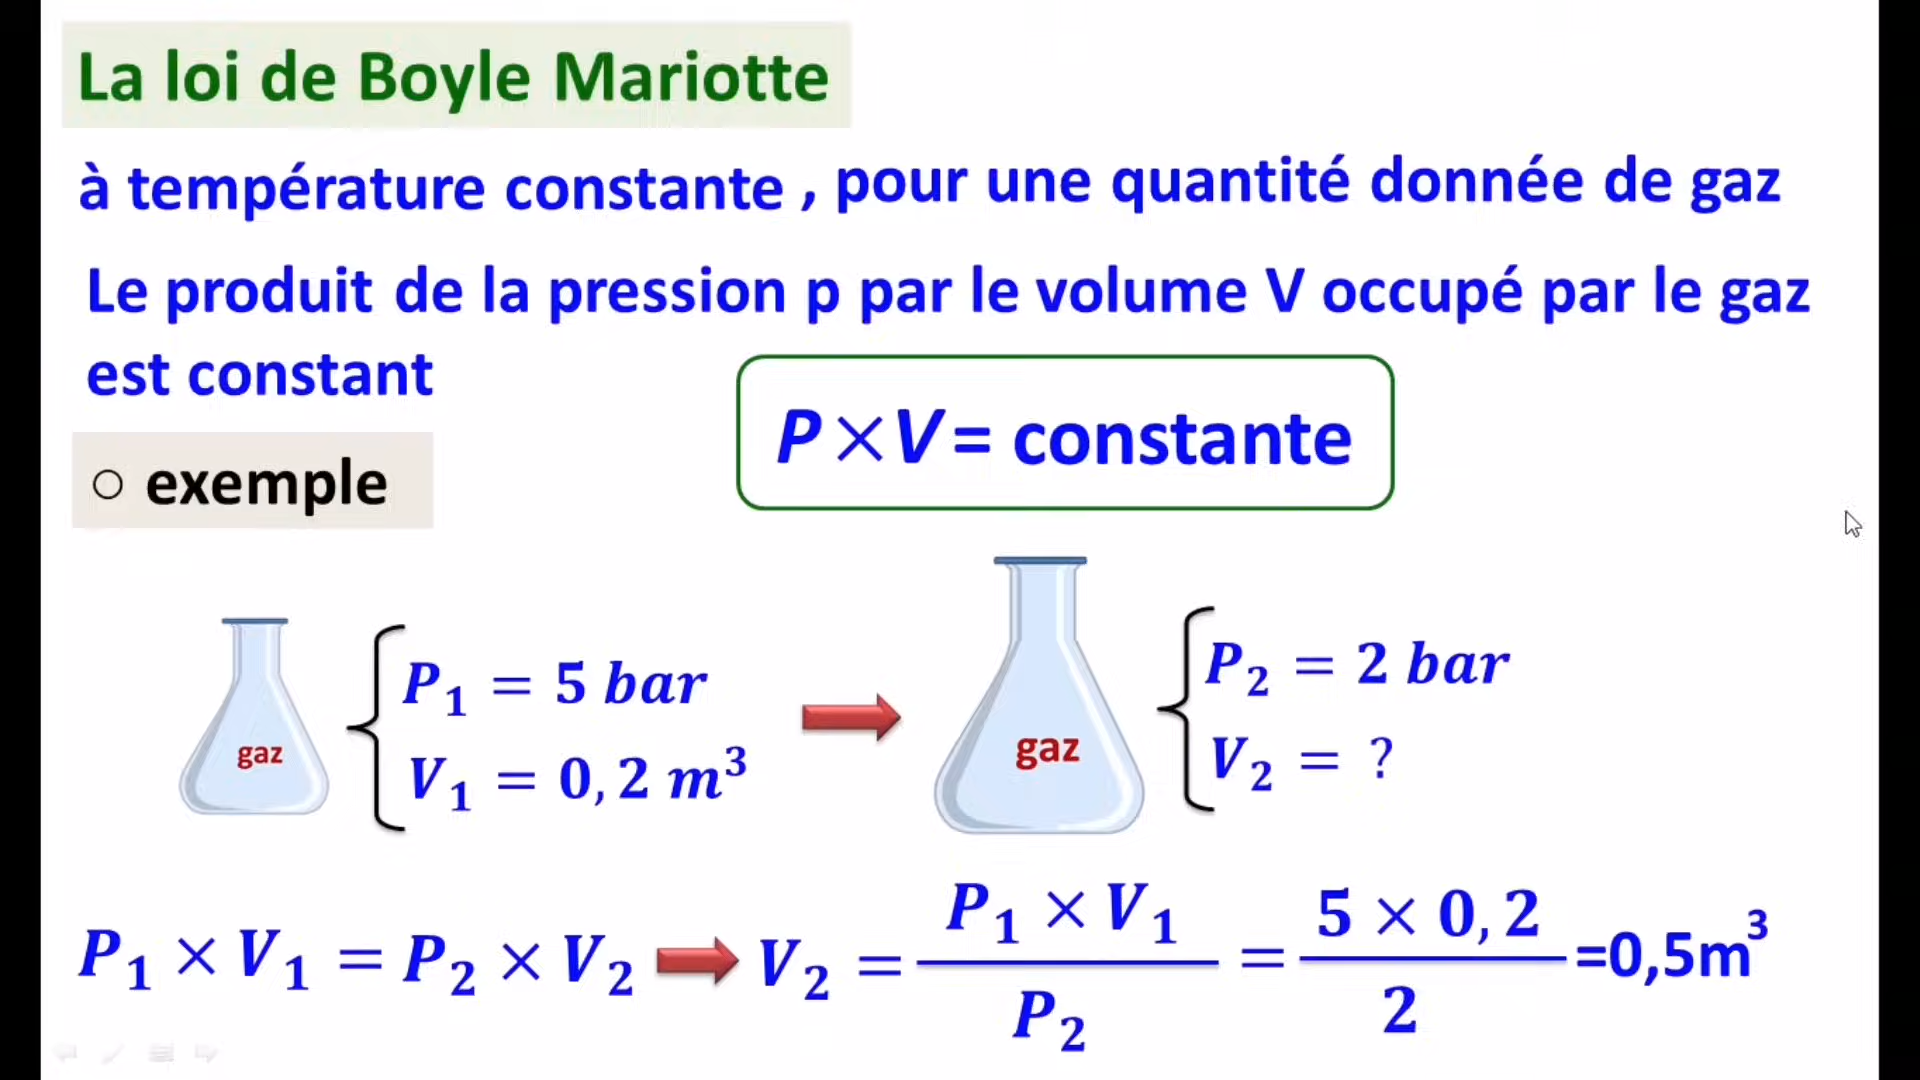 La loi de Boyle Mariotte
à température constante , pour une quantité donnée de gaz
Le produit de la pression p par le volume V occupé par le gaz
est constant
P × V = constante
○ exemple
gaz
P₁ = 5 bar
V₁ = 0, 2 m³
gaz
P₂ = 2 bar
V₂ = ?
P₁ × V₁ = P₂ × V₂ ➡ V₂ = (P₁ × V₁) / P₂ = (5 × 0, 2) / 2 =0,5m³